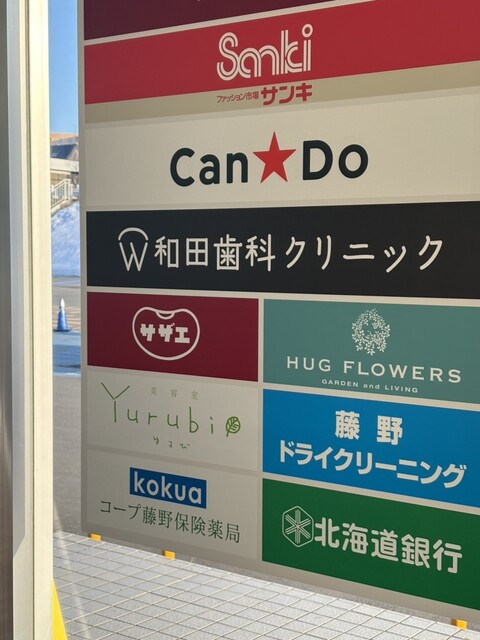 Sanki
ファッション市場 サンキ
Can★Do
和田歯科クリニック
サザエ
HUG FLOWERS
GARDEN and LIVING
美容室
Yurubi
ゆるび
藤野
ドライクリーニング
kokua
コープ藤野保険薬局
北海道銀行